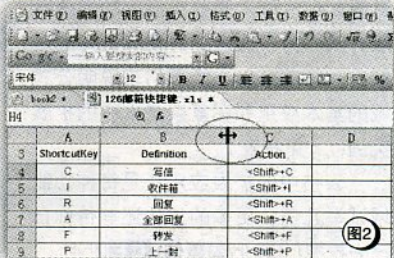 文件(F) 编辑(E) 视图(V) 插入(I) 格式(O) 工具(T) 数据(D) 窗口(W)
宋体 12 B I U %
book2 126邮箱快捷键.xls *
H4
A B C D
3 ShortcutKey Definition Action
4 C 写信 <Shift>+C
5 I 收件箱 <Shift>+I
6 R 回复 <Shift>+R
7 A 全部回复 <Shift>+A
8 F 转发 <Shift>+F
9 P 上一封 <Shift>+P
图2